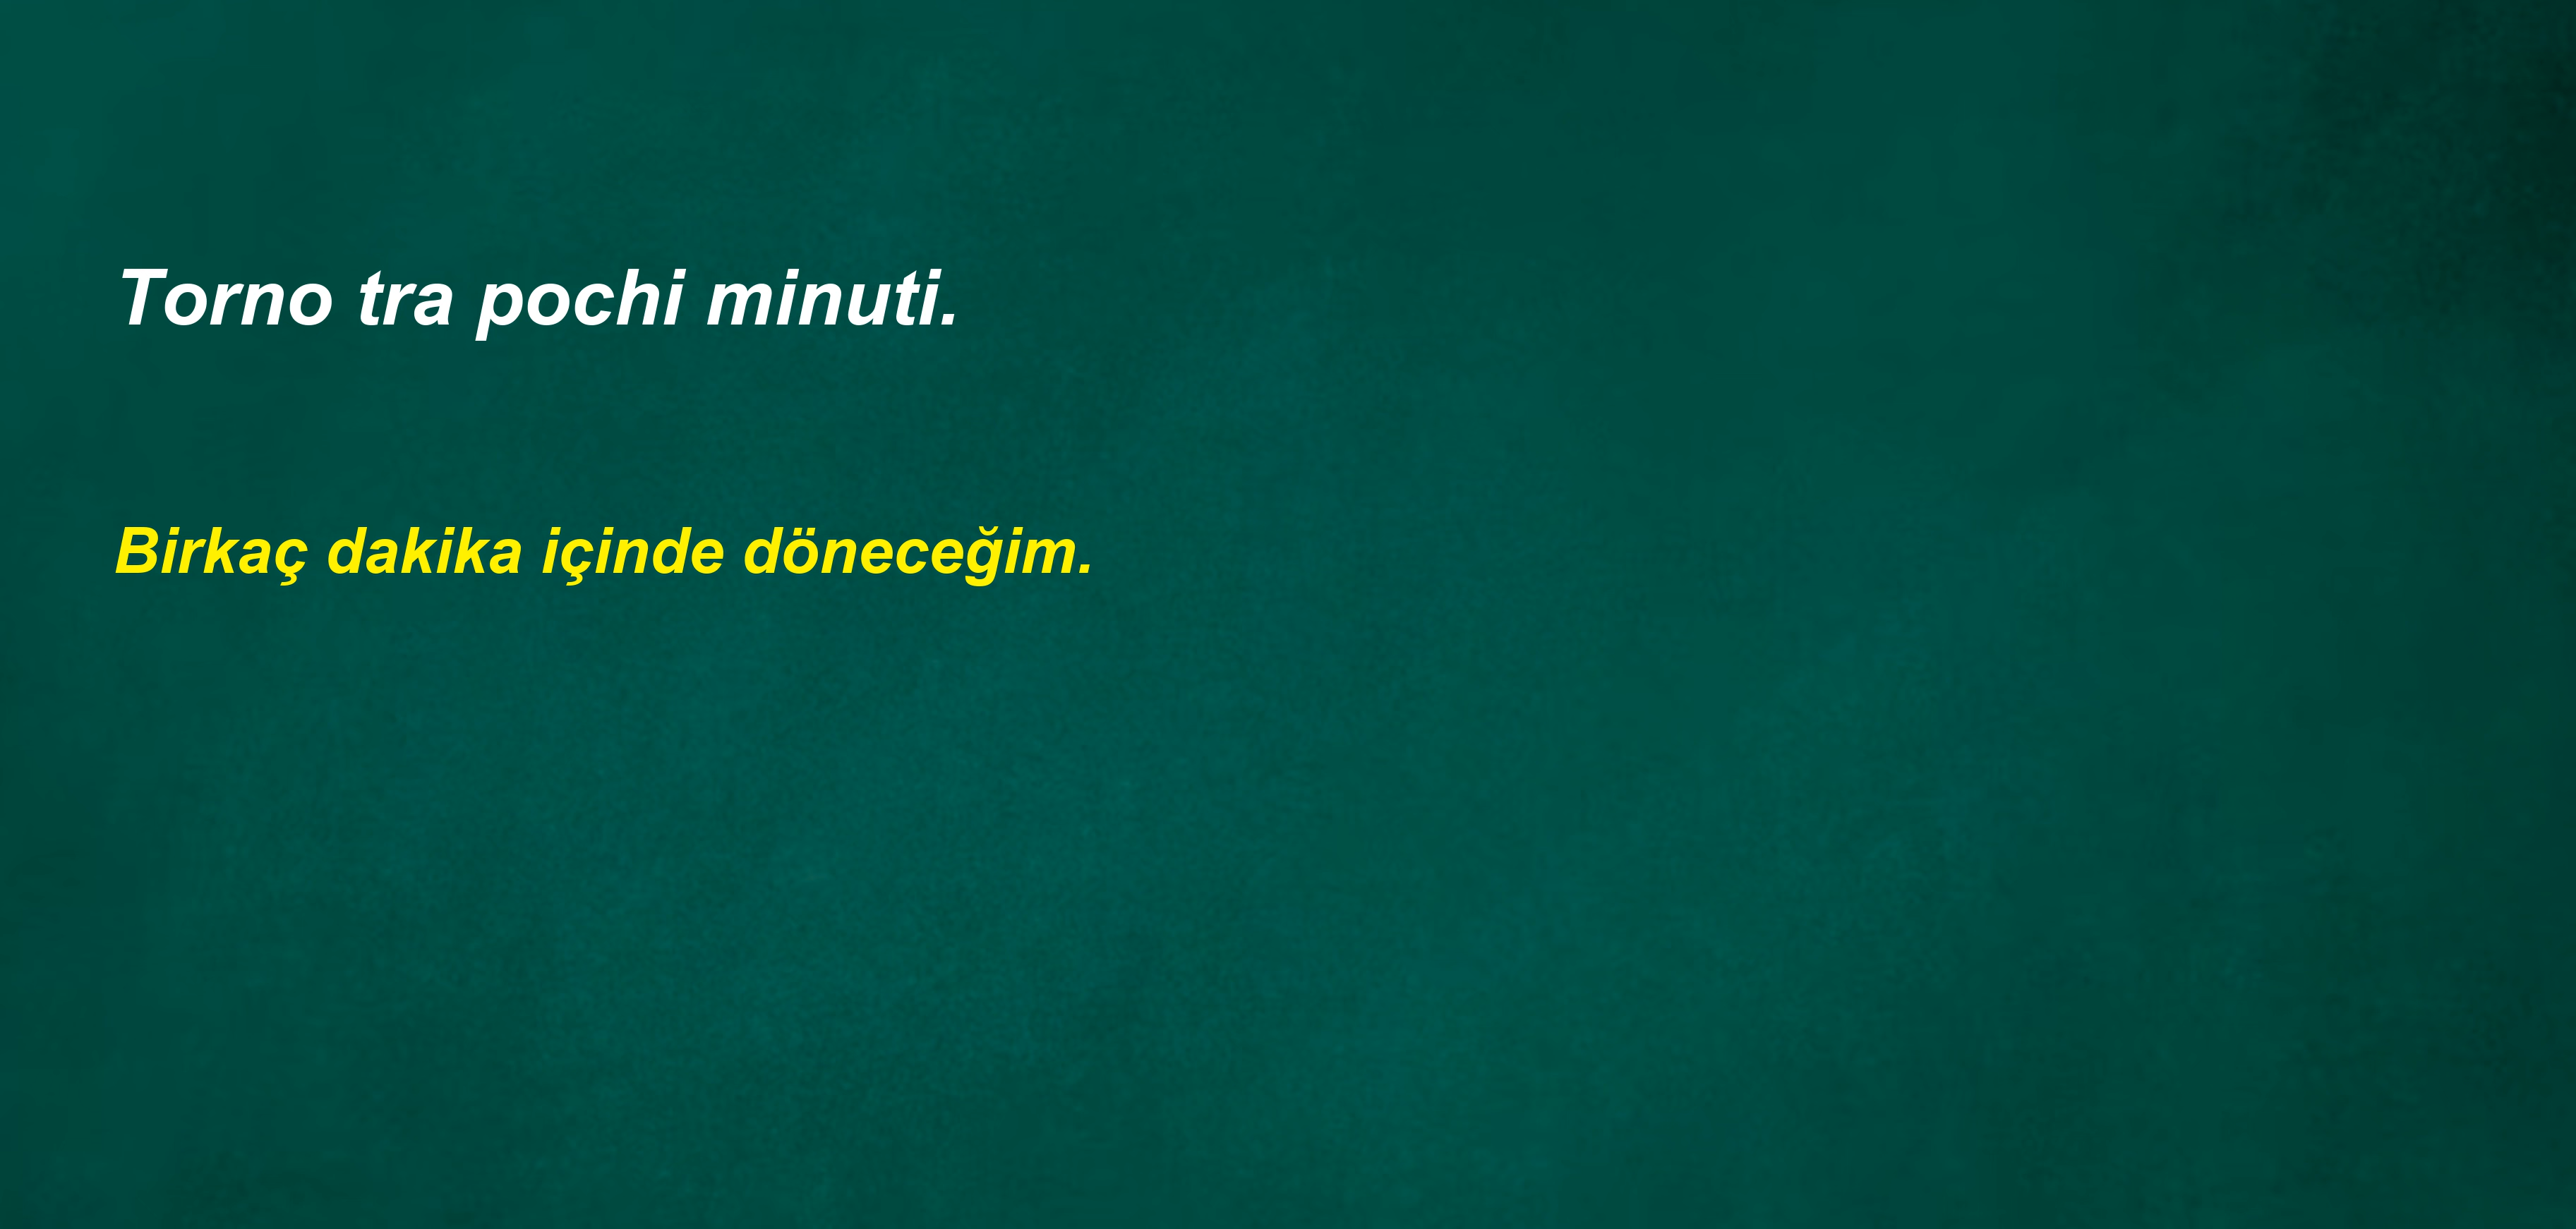 Torno tra pochi minuti.
Birkaç dakika içinde döneceğim.